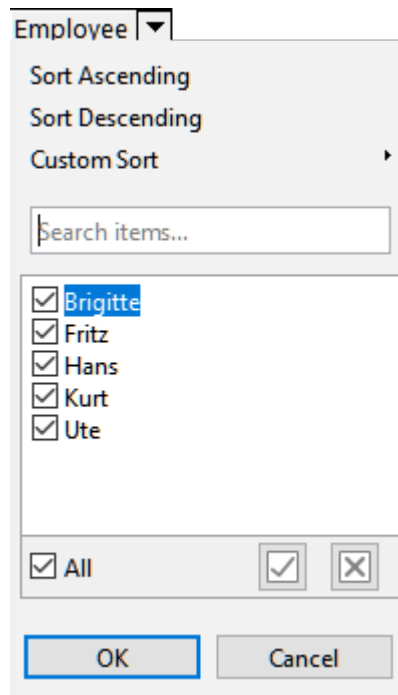 Employee
Sort Ascending
Sort Descending
Custom Sort
Search items...
Brigitte
Fritz
Hans
Kurt
Ute
All
OK Cancel